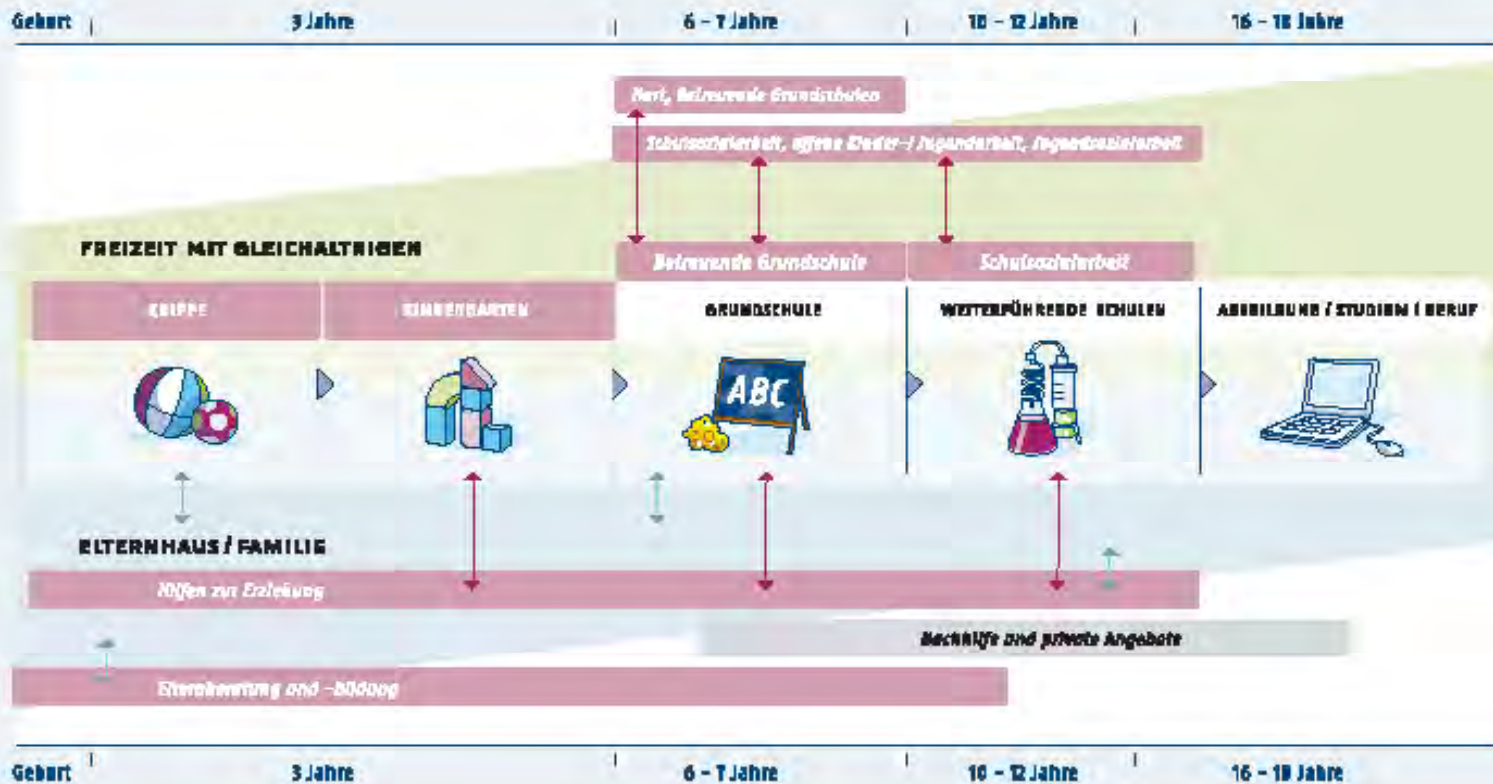 Geburt 3 Jahre 6 – 7 Jahre 10 – 12 Jahre 16 – 18 Jahre
Hort, Betreuende Grundschulen
Schulsozialarbeit, offene Kinder-/ Jugendarbeit, Jugendsozialarbeit
FREIZEIT MIT GLEICHALTRIGEN
Betreuende Grundschule Schulsozialarbeit
KRIPPE KINDERGARTEN GRUNDSCHULE WEITERFÜHRENDE SCHULEN AUSBILDUNG / STUDIUM / BERUF
ABC
ELTERNHAUS / FAMILIE
Hilfen zur Erziehung
Nachhilfe und private Angebote
Elternberatung und –bildung
Geburt 3 Jahre 6 – 7 Jahre 10 – 12 Jahre 16 – 18 Jahre